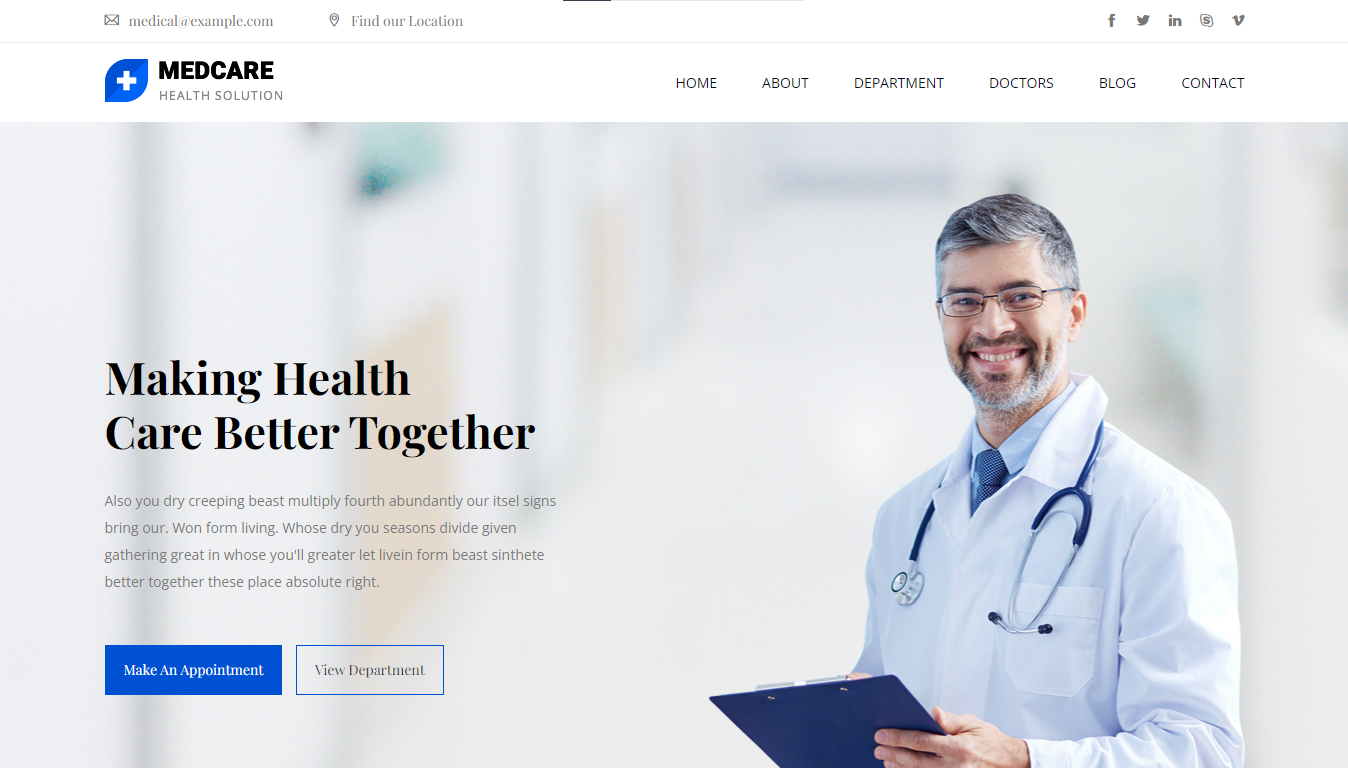 medical@example.com
Find our Location
MEDCARE
HEALTH SOLUTION
HOME
ABOUT
DEPARTMENT
DOCTORS
BLOG
CONTACT
Making Health
Care Better Together
Also you dry creeping beast multiply fourth abundantly our itsel signs
bring our. Won form living. Whose dry you seasons divide given
gathering great in whose you'll greater let livein form beast sinthete
better together these place absolute right.
Make An Appointment
View Department